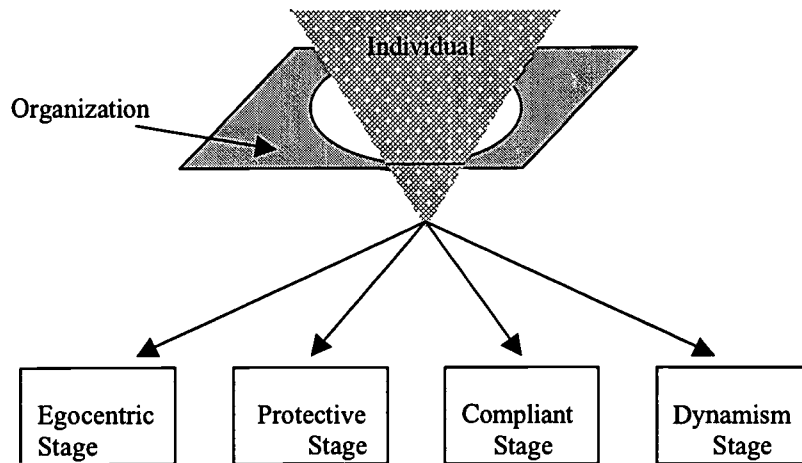 Individual
Organization
Egocentric
Stage
Protective
Stage
Compliant
Stage
Dynamism
Stage